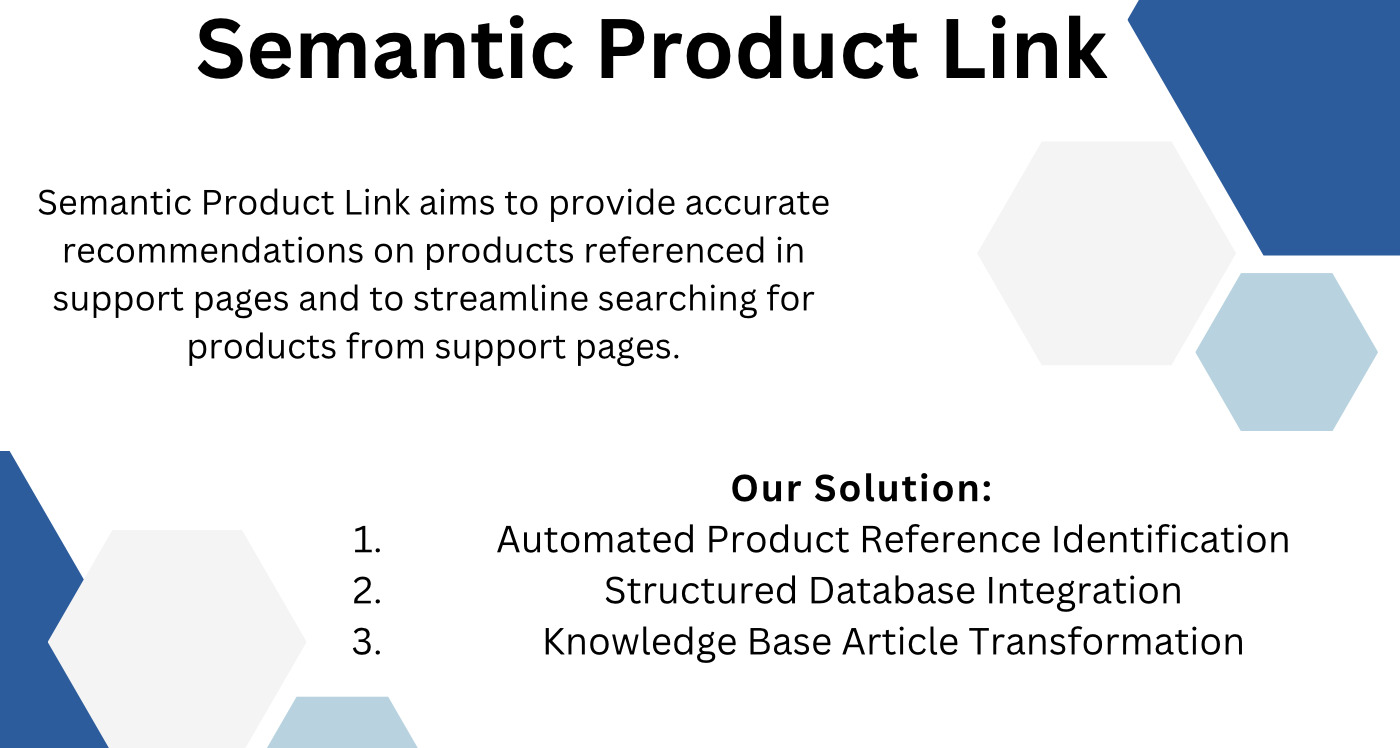 Semantic Product Link
Semantic Product Link aims to provide accurate
recommendations on products referenced in
support pages and to streamline searching for
products from support pages.
Our Solution:
1. Automated Product Reference Identification
2. Structured Database Integration
3. Knowledge Base Article Transformation